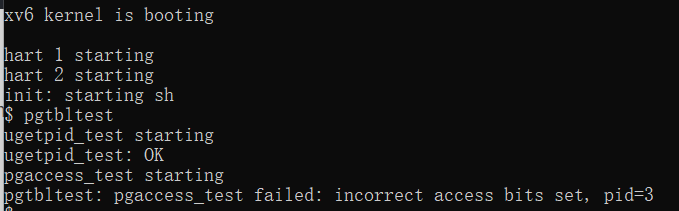 xv6 kernel is booting
hart 1 starting
hart 2 starting
init: starting sh
$ pgtbltest
ugetpid_test starting
ugetpid_test: OK
pgaccess_test starting
pgtbltest: pgaccess_test failed: incorrect access bits set, pid=3